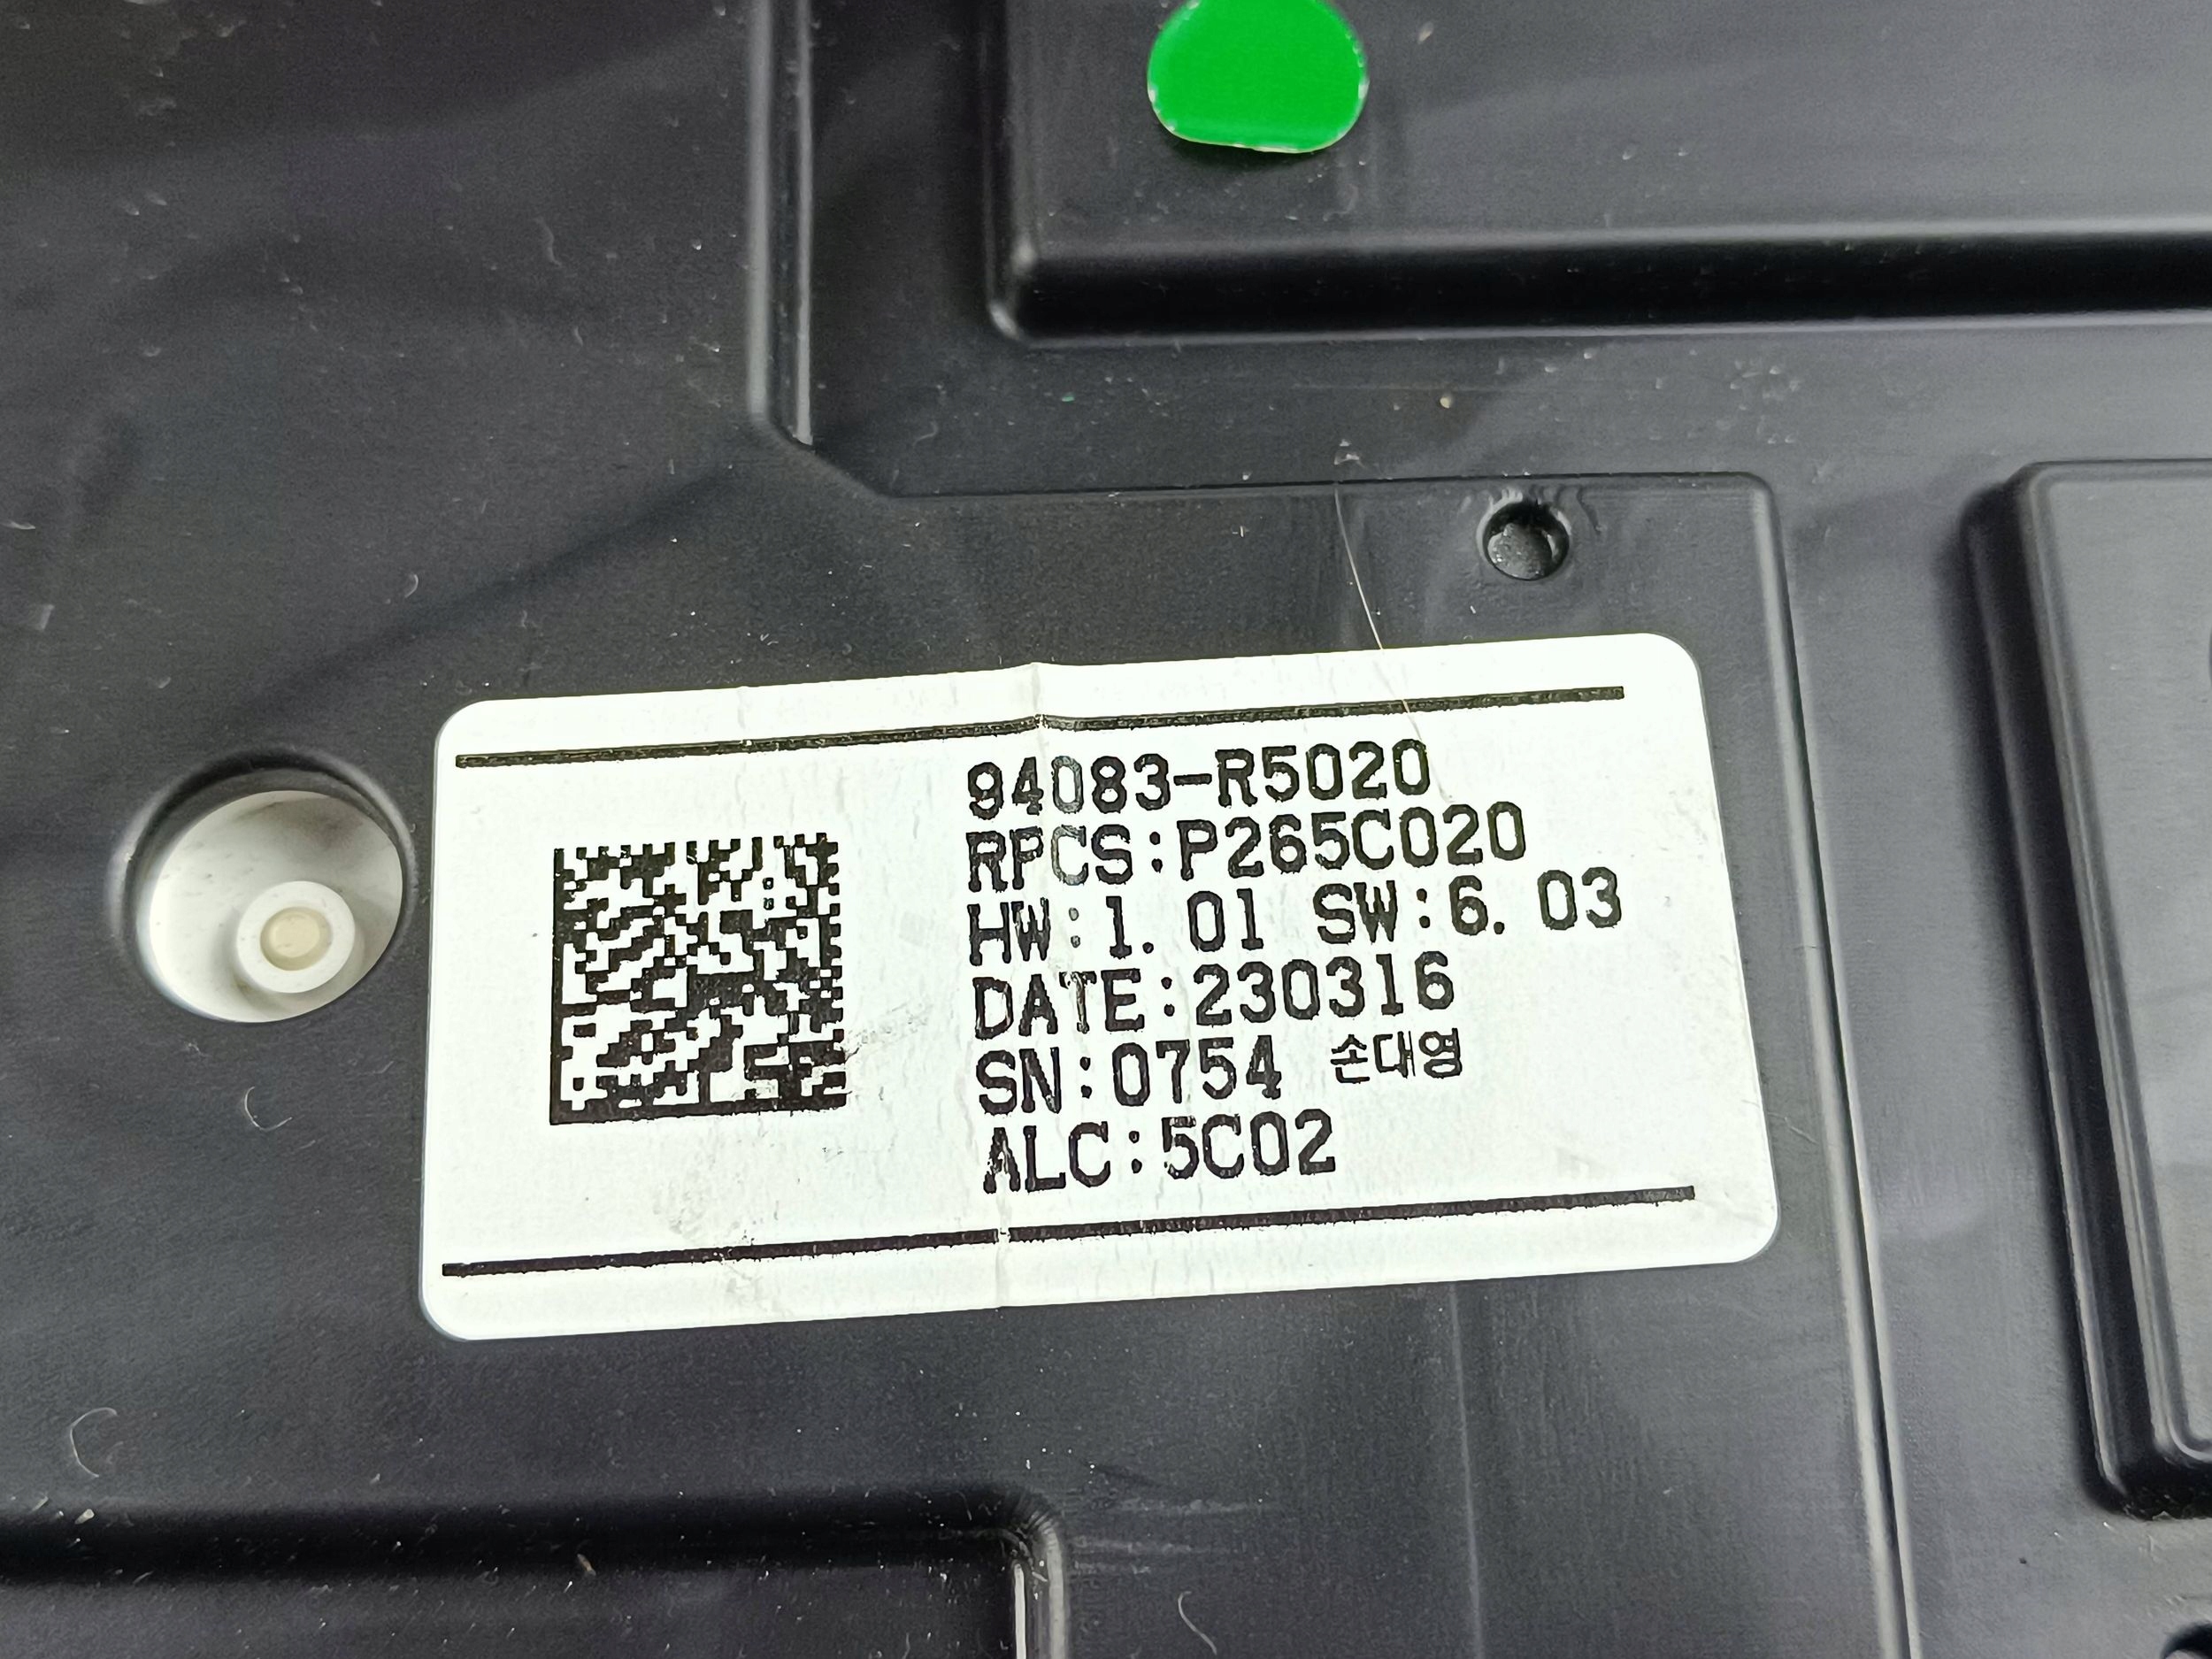 94083-R5020
RPCS:P265C020
HW:1.01 SW:6.03
DATE:230316
SN:0754 손대영
ALC:5C02